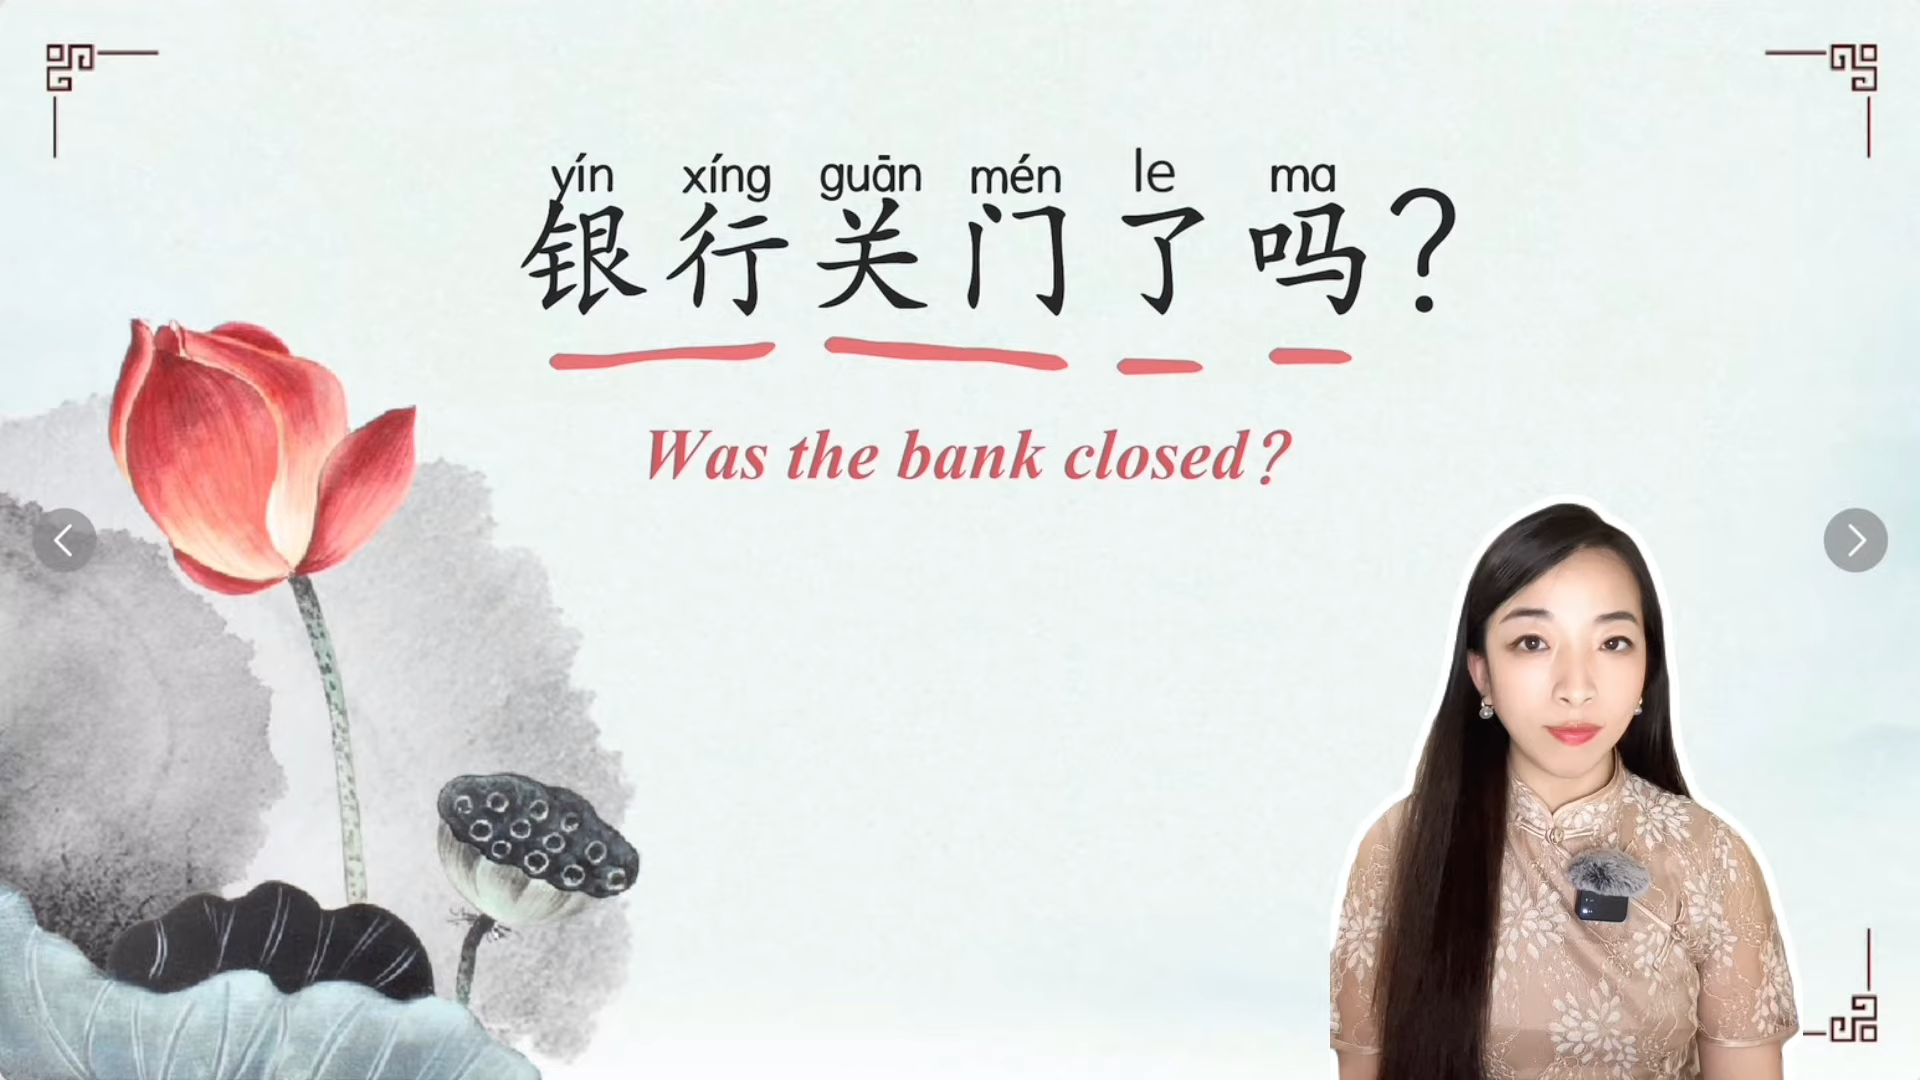 yín xíng guān mén le ma
银行关门了吗？
Was the bank closed?